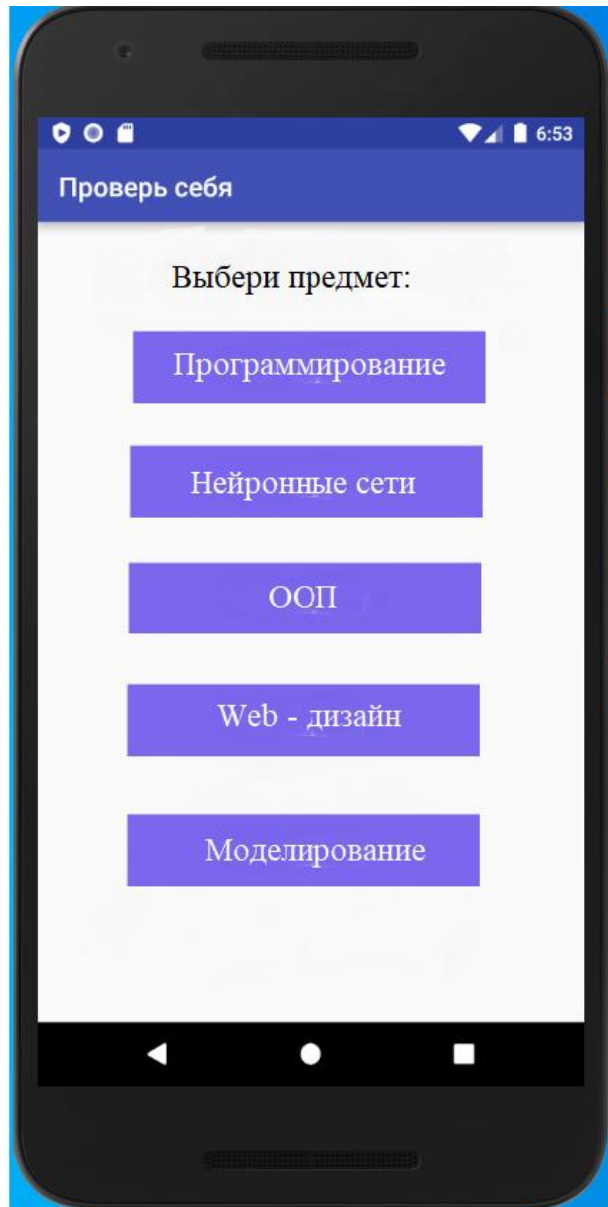 6:53
Проверь себя
Выбери предмет:
Программирование
Нейронные сети
ООП
Web - дизайн
Моделирование